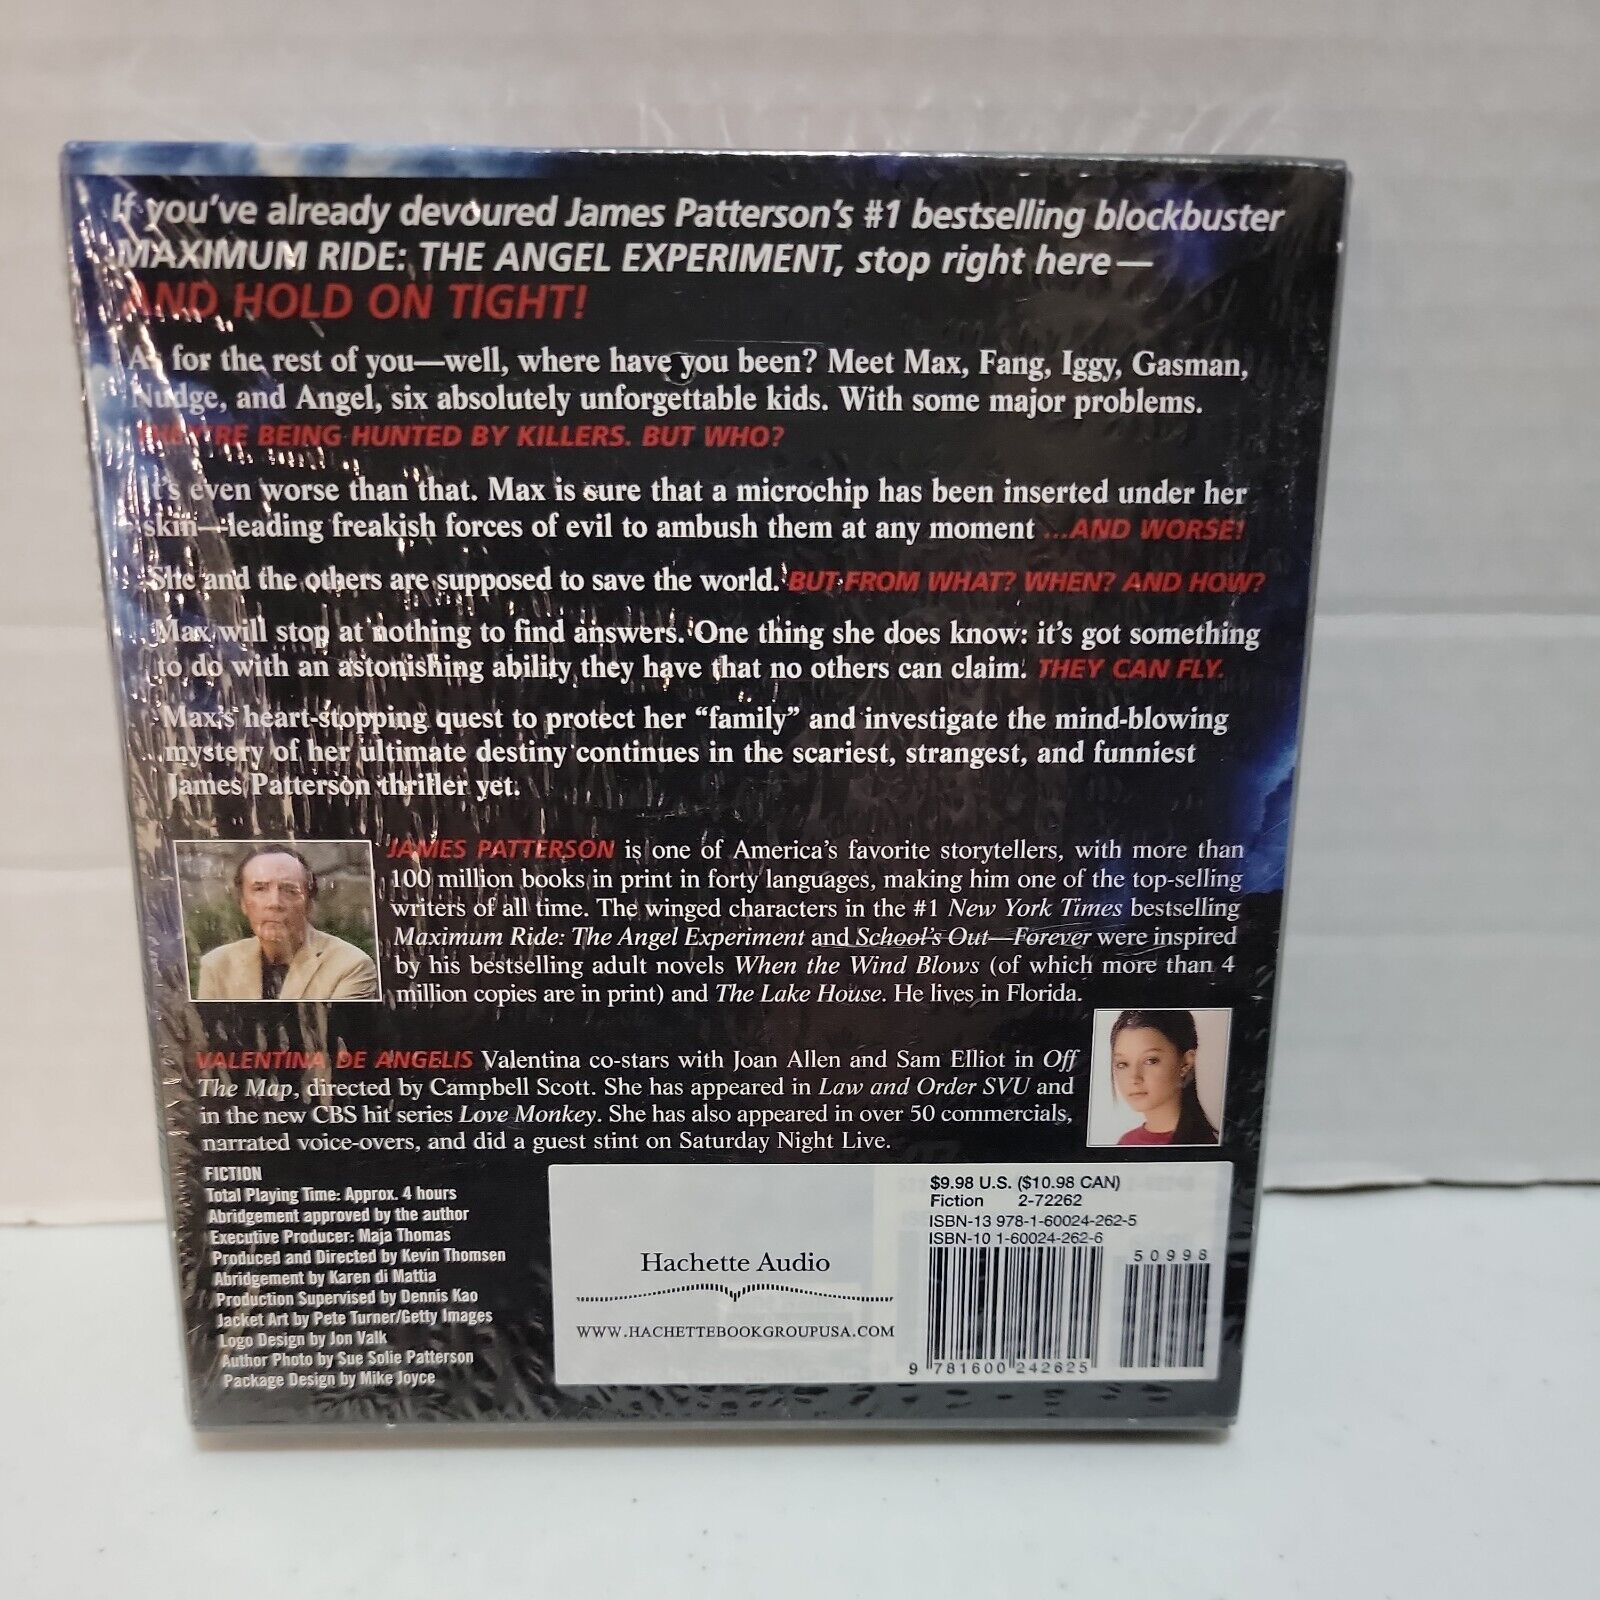 If you've already devoured James Patterson's #1 bestselling blockbuster
MAXIMUM RIDE: THE ANGEL EXPERIMENT, stop right here—
AND HOLD ON TIGHT!
As for the rest of you—well, where have you been? Meet Max, Fang, Iggy, Gasman,
Nudge, and Angel, six absolutely unforgettable kids. With some major problems.
THEY'RE BEING HUNTED BY KILLERS. BUT WHO?
It's even worse than that. Max is sure that a microchip has been inserted under her
skin—leading freakish forces of evil to ambush them at any moment ...AND WORSE!
She and the others are supposed to save the world. BUT FROM WHAT? WHEN? AND HOW?
Max will stop at nothing to find answers. One thing she does know: it's got something
to do with an astonishing ability they have that no others can claim. THEY CAN FLY.
Max's heart-stopping quest to protect her “family” and investigate the mind-blowing
mystery of her ultimate destiny continues in the scariest, strangest, and funniest
James Patterson thriller yet.
JAMES PATTERSON is one of America's favorite storytellers, with more than
100 million books in print in forty languages, making him one of the top-selling
writers of all time. The winged characters in the #1 New York Times bestselling
Maximum Ride: The Angel Experiment and School's Out—Forever were inspired
by his bestselling adult novels When the Wind Blows (of which more than 4
million copies are in print) and The Lake House. He lives in Florida.
VALENTINA DE ANGELIS Valentina co-stars with Joan Allen and Sam Elliot in Off
The Map, directed by Campbell Scott. She has appeared in Law and Order SVU and
in the new CBS hit series Love Monkey. She has also appeared in over 50 commercials,
narrated voice-overs, and did a guest stint on Saturday Night Live.
FICTION
Total Playing Time: Approx. 4 hours
Abridgement approved by the author
Executive Producer: Maja Thomas
Produced and Directed by Kevin Thomsen
Abridgement by Karen di Mattia
Production Supervised by Dennis Kao
Jacket Art by Pete Turner/Getty Images
Logo Design by Jon Valk
Author Photo by Sue Solie Patterson
Package Design by Mike Joyce
Hachette Audio
WWW.HACHETTEBOOKGROUPUSA.COM
$9.98 U.S. ($10.98 CAN)
Fiction 2-72262
ISBN-13 978-1-60024-262-5
ISBN-10 1-60024-262-6
50998
9 781600 242625